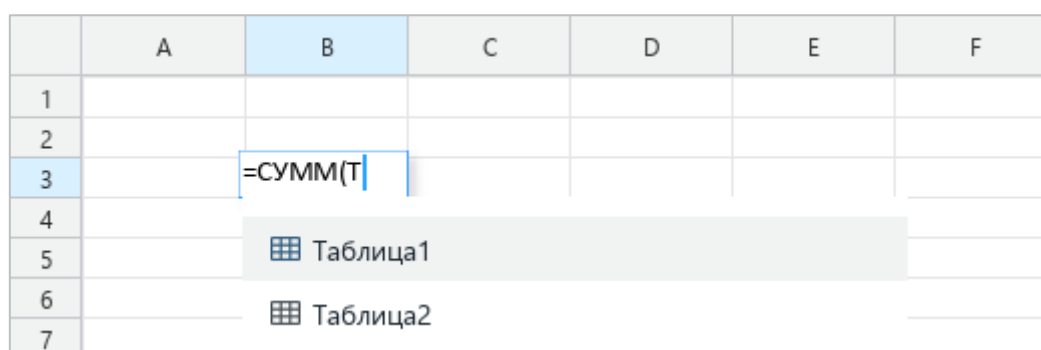 A B C D E F
1
2
3 =СУММ(Т
4
5 Таблица1
6 Таблица2
7